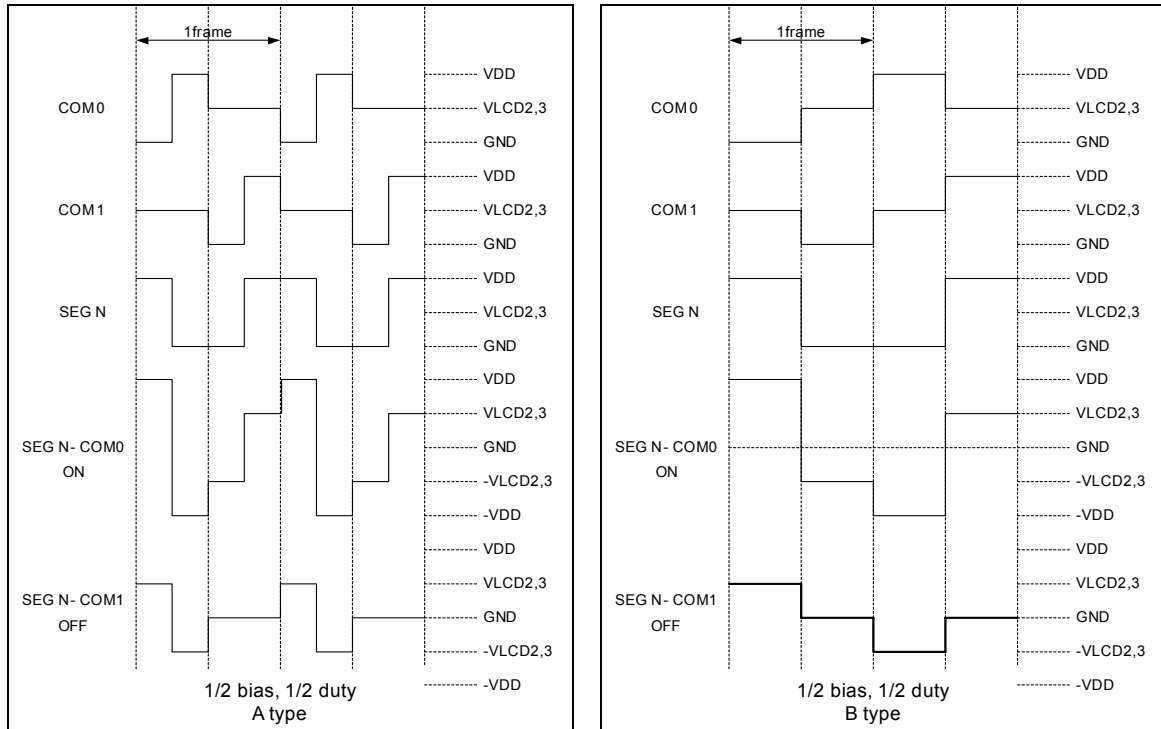 1frame
VDD
COM0
VLCD2,3
GND
VDD
COM1
VLCD2,3
GND
VDD
SEG N
VLCD2,3
GND
VDD
VLCD2,3
SEG N- COM0
GND
ON
-VLCD2,3
-VDD
VDD
VLCD2,3
SEG N- COM1
GND
OFF
-VLCD2,3
-VDD
1/2 bias, 1/2 duty
A type
1frame
VDD
COM0
VLCD2,3
GND
VDD
COM1
VLCD2,3
GND
VDD
SEG N
VLCD2,3
GND
VDD
VLCD2,3
SEG N- COM0
GND
ON
-VLCD2,3
-VDD
VDD
VLCD2,3
SEG N- COM1
GND
OFF
-VLCD2,3
-VDD
1/2 bias, 1/2 duty
B type